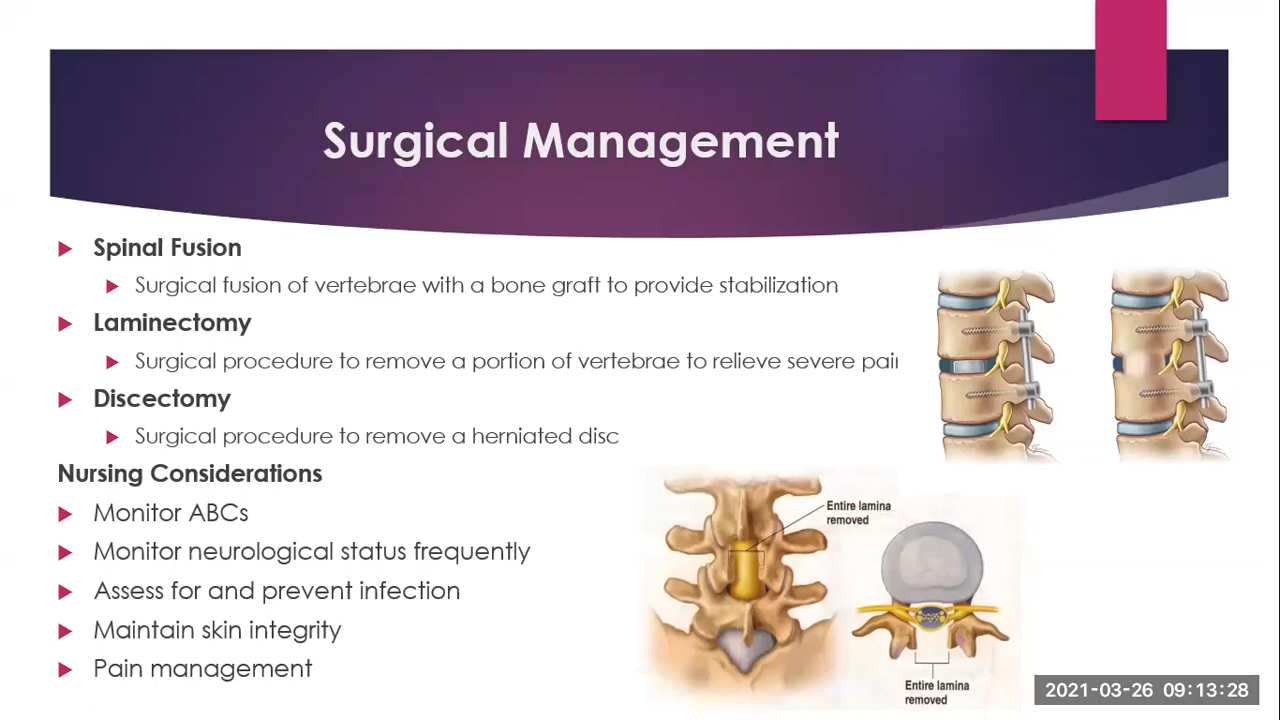 Surgical Management
Spinal Fusion
Surgical fusion of vertebrae with a bone graft to provide stabilization
Laminectomy
Surgical procedure to remove a portion of vertebrae to relieve severe pain
Discectomy
Surgical procedure to remove a herniated disc
Nursing Considerations
Monitor ABCs
Monitor neurological status frequently
Assess for and prevent infection
Maintain skin integrity
Pain management
Entire lamina
removed
Entire lamina
removed
2021-03-26 09:13:28